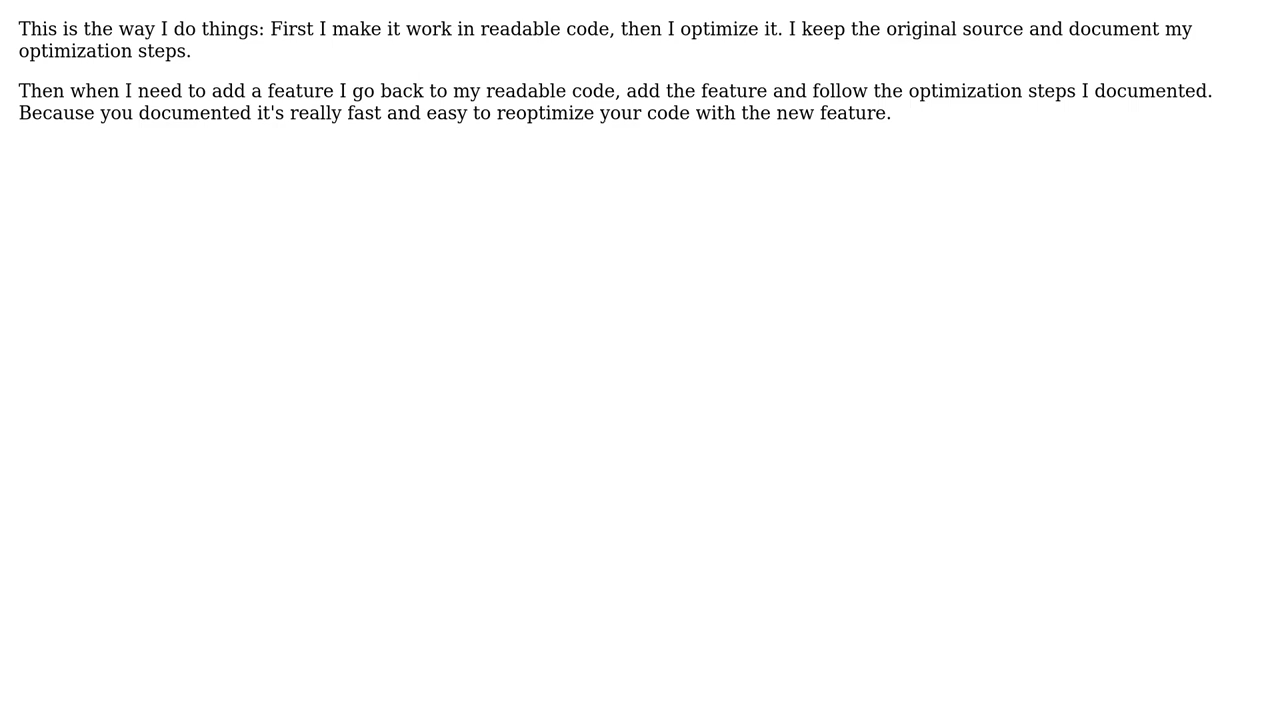 This is the way I do things: First I make it work in readable code, then I optimize it. I keep the original source and document my
optimization steps.
Then when I need to add a feature I go back to my readable code, add the feature and follow the optimization steps I documented.
Because you documented it's really fast and easy to reoptimize your code with the new feature.